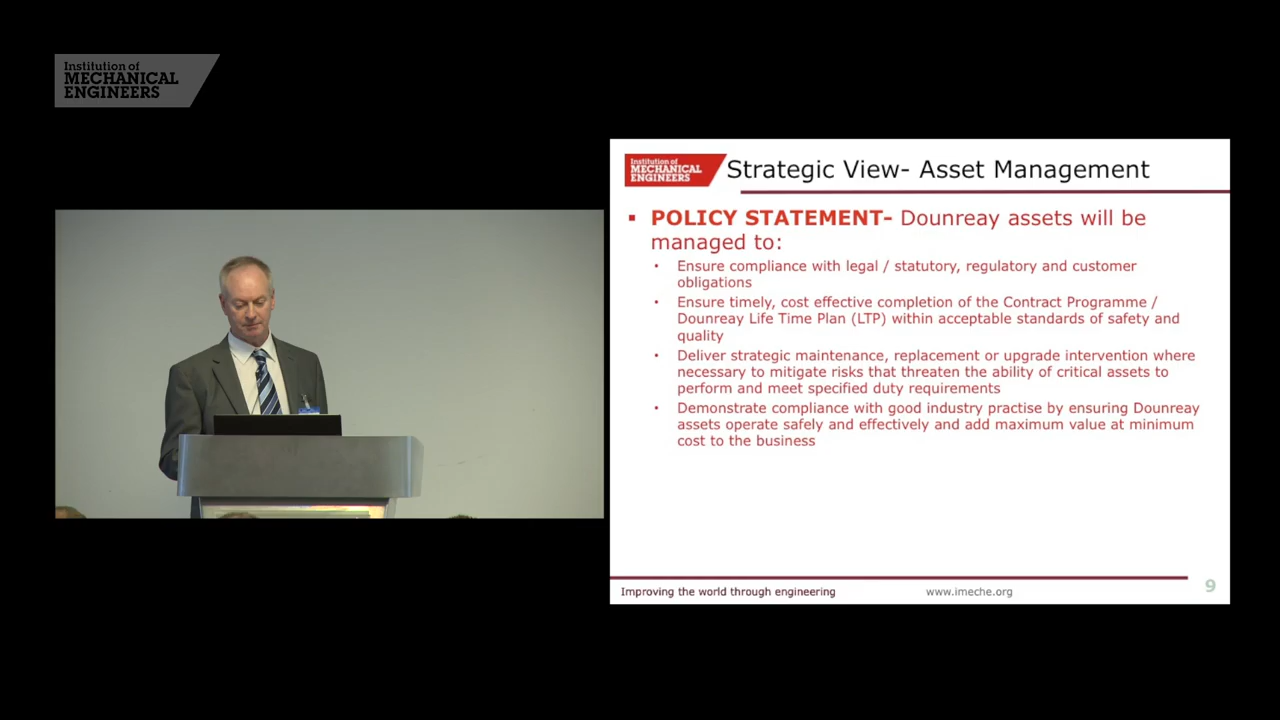 Institution of
MECHANICAL
ENGINEERS
Institution of
MECHANICAL
ENGINEERS
Strategic View- Asset Management
▪ POLICY STATEMENT- Dounreay assets will be
managed to:
• Ensure compliance with legal / statutory, regulatory and customer
obligations
• Ensure timely, cost effective completion of the Contract Programme /
Dounreay Life Time Plan (LTP) within acceptable standards of safety and
quality
• Deliver strategic maintenance, replacement or upgrade intervention where
necessary to mitigate risks that threaten the ability of critical assets to
perform and meet specified duty requirements
• Demonstrate compliance with good industry practise by ensuring Dounreay
assets operate safely and effectively and add maximum value at minimum
cost to the business
Improving the world through engineering
www.imeche.org
9